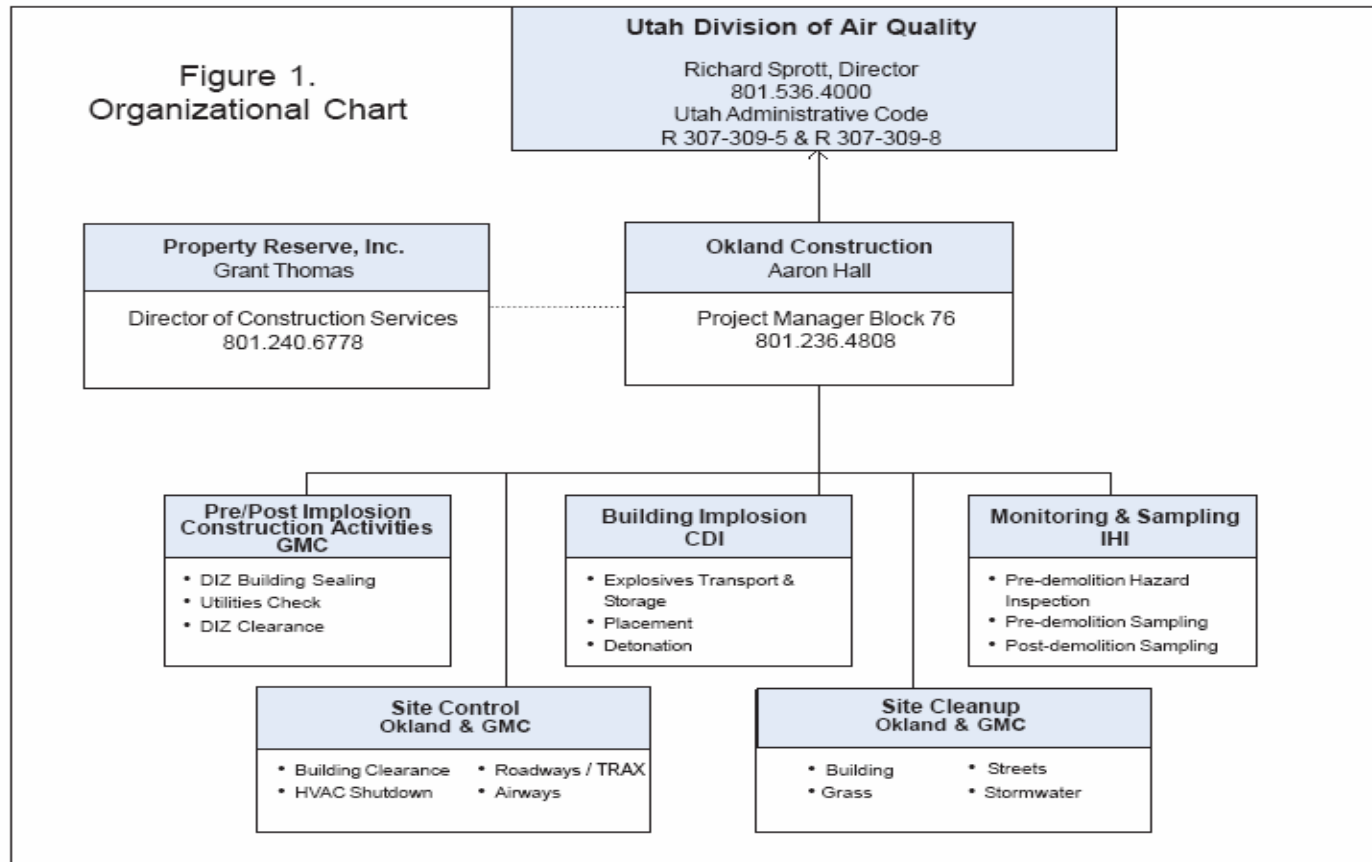 Figure 1.
Organizational Chart
Utah Division of Air Quality
Richard Sprott, Director
801.536.4000
Utah Administrative Code
R 307-309-5 & R 307-309-8
Property Reserve, Inc.
Grant Thomas
Director of Construction Services
801.240.6778
Okland Construction
Aaron Hall
Project Manager Block 76
801.236.4808
Pre/Post Implosion
Construction Activities
GMC
• DIZ Building Sealing
• Utilities Check
• DIZ Clearance
Building Implosion
CDI
• Explosives Transport &
Storage
• Placement
• Detonation
Monitoring & Sampling
IHI
• Pre-demolition Hazard
Inspection
• Pre-demolition Sampling
• Post-demolition Sampling
Site Control
Okland & GMC
• Building Clearance
• HVAC Shutdown
• Roadways / TRAX
• Airways
Site Cleanup
Okland & GMC
• Building
• Grass
• Streets
• Stormwater